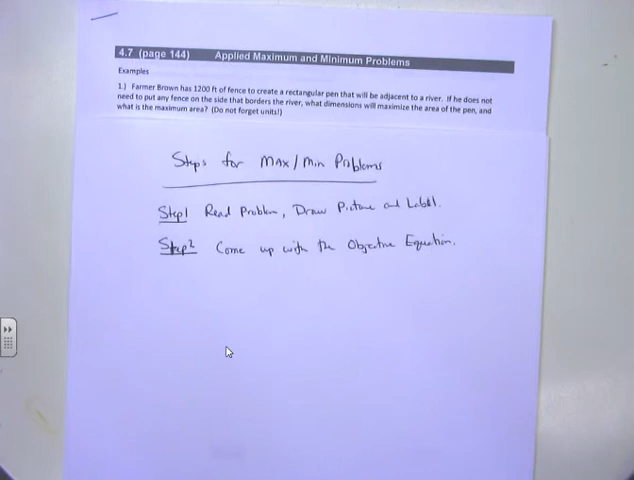 4.7 (page 144) Applied Maximum and Minimum Problems
Examples
1.) Farmer Brown has 1200 ft of fence to create a rectangular pen that will be adjacent to a river. If he does not
need to put any fence on the side that borders the river, what dimensions will maximize the area of the pen, and
what is the maximum area? (Do not forget units!)
Steps for MAX/Min Problems
Step1 Read Problem, Draw Picture and Label.
Step2 Come up with the Objective Equation.